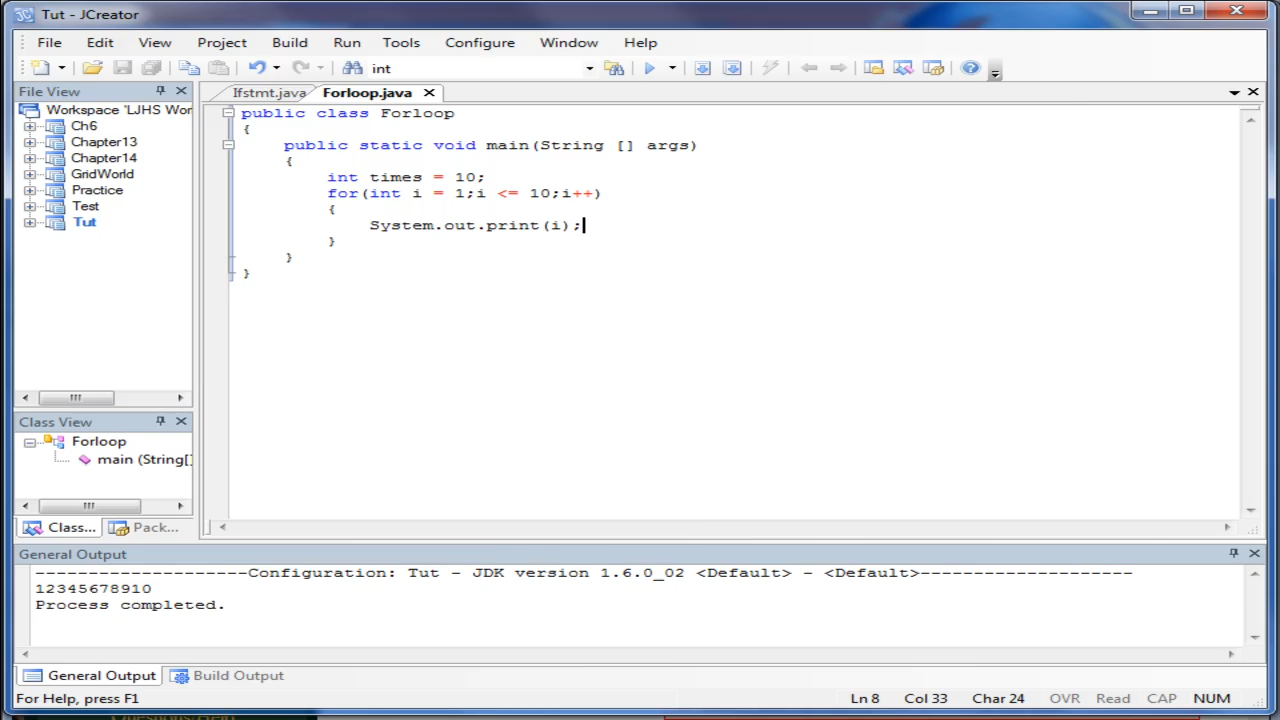 Tut - JCreator
File Edit View Project Build Run Tools Configure Window Help
int
File View
Ifstmt.java Forloop.java
Workspace 'LJHS Wor
Ch6
Chapter13
Chapter14
GridWorld
Practice
Test
Tut
public class Forloop
{
public static void main(String [] args)
{
int times = 10;
for(int i = 1;i <= 10;i++)
{
System.out.print(i);
}
}
}
Class View
Forloop
main (String[]
Class... Pack...
General Output
--------------------Configuration: Tut - JDK version 1.6.0_02 <Default> - <Default>--------------------
12345678910
Process completed.
General Output Build Output
For Help, press F1 Ln 8 Col 33 Char 24 OVR Read CAP NUM